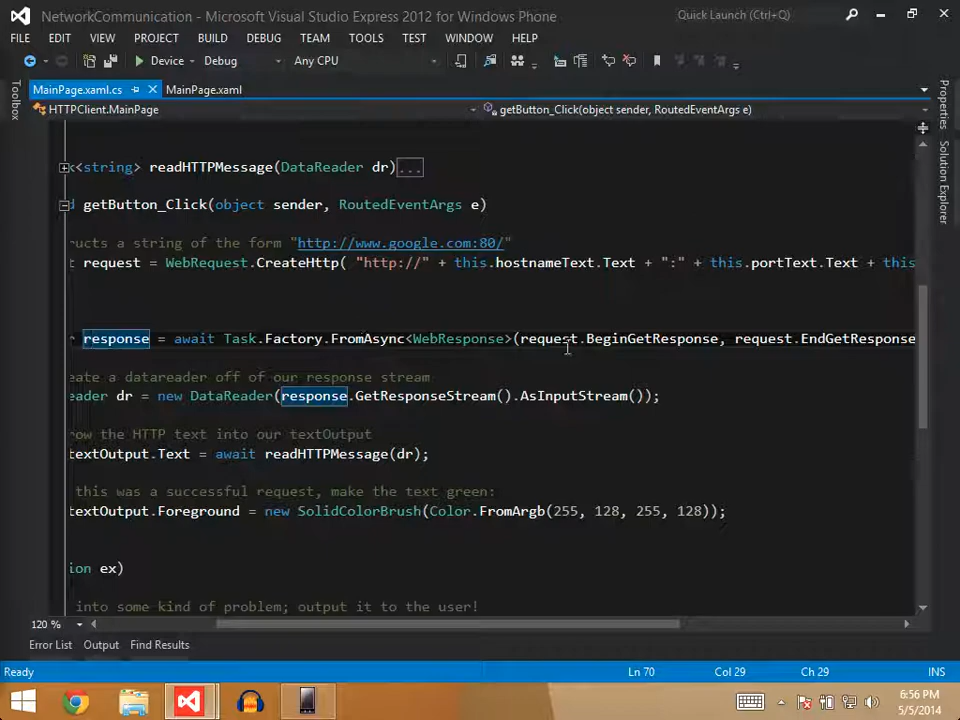 NetworkCommunication - Microsoft Visual Studio Express 2012 for Windows Phone
Quick Launch (Ctrl+Q)
FILE EDIT VIEW PROJECT BUILD DEBUG TEAM TOOLS TEST WINDOW HELP
Device Debug Any CPU
MainPage.xaml.cs MainPage.xaml
HTTPClient.MainPage getButton_Click(object sender, RoutedEventArgs e)
Toolbox
Properties
Solution Explorer
k<string> readHTTPMessage(DataReader dr)...
d getButton_Click(object sender, RoutedEventArgs e)
ructs a string of the form "http://www.google.com:80/"
t request = WebRequest.CreateHttp( "http://" + this.hostnameText.Text + ":" + this.portText.Text + this
r response = await Task.Factory.FromAsync<WebResponse>(request.BeginGetResponse, request.EndGetResponse
eate a datareader off of our response stream
eader dr = new DataReader(response.GetResponseStream().AsInputStream());
row the HTTP text into our textOutput
textOutput.Text = await readHTTPMessage(dr);
this was a successful request, make the text green:
textOutput.Foreground = new SolidColorBrush(Color.FromArgb(255, 128, 255, 128));
ion ex)
into some kind of problem; output it to the user!
120 %
Error List Output Find Results
Ready Ln 70 Col 29 Ch 29 INS
6:56 PM
5/5/2014